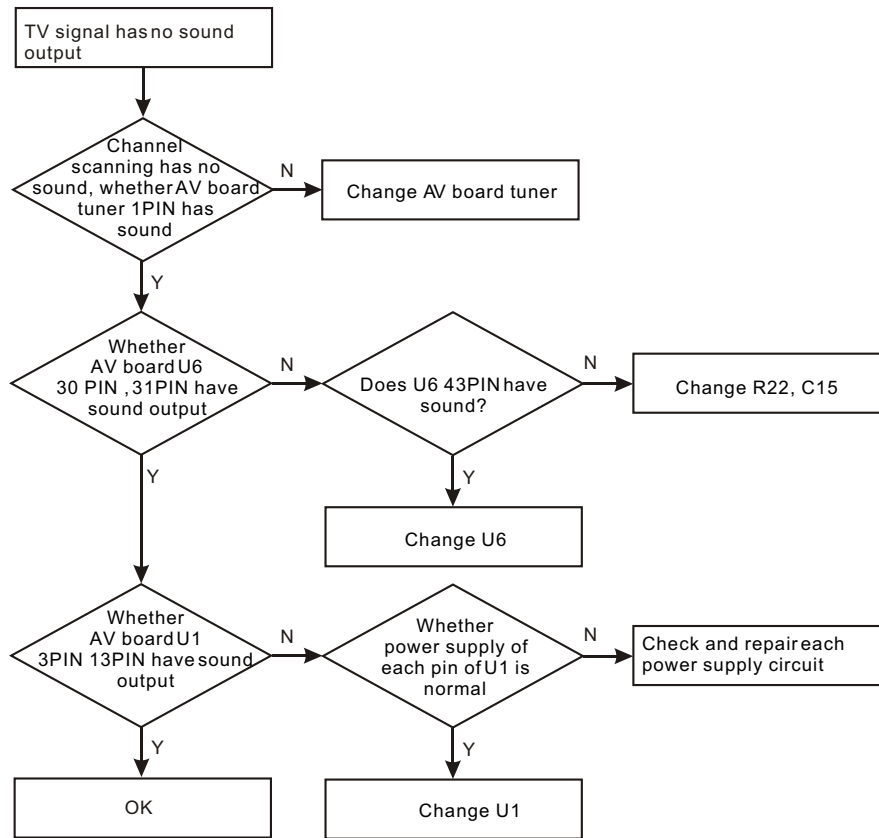 TV signal has no sound
output
Channel
scanning has no
sound, whether AV board
tuner 1PIN has
sound
N
Change AV board tuner
Y
Whether
AV board U6
30 PIN , 31PIN have
sound output
N
Does U6 43PIN have
sound?
N
Change R22, C15
Y
Y
Change U6
Whether
AV board U1
3PIN 13PIN have sound
output
N
Whether
power supply of
each pin of U1 is
normal
N
Check and repair each
power supply circuit
Y
Y
OK
Change U1